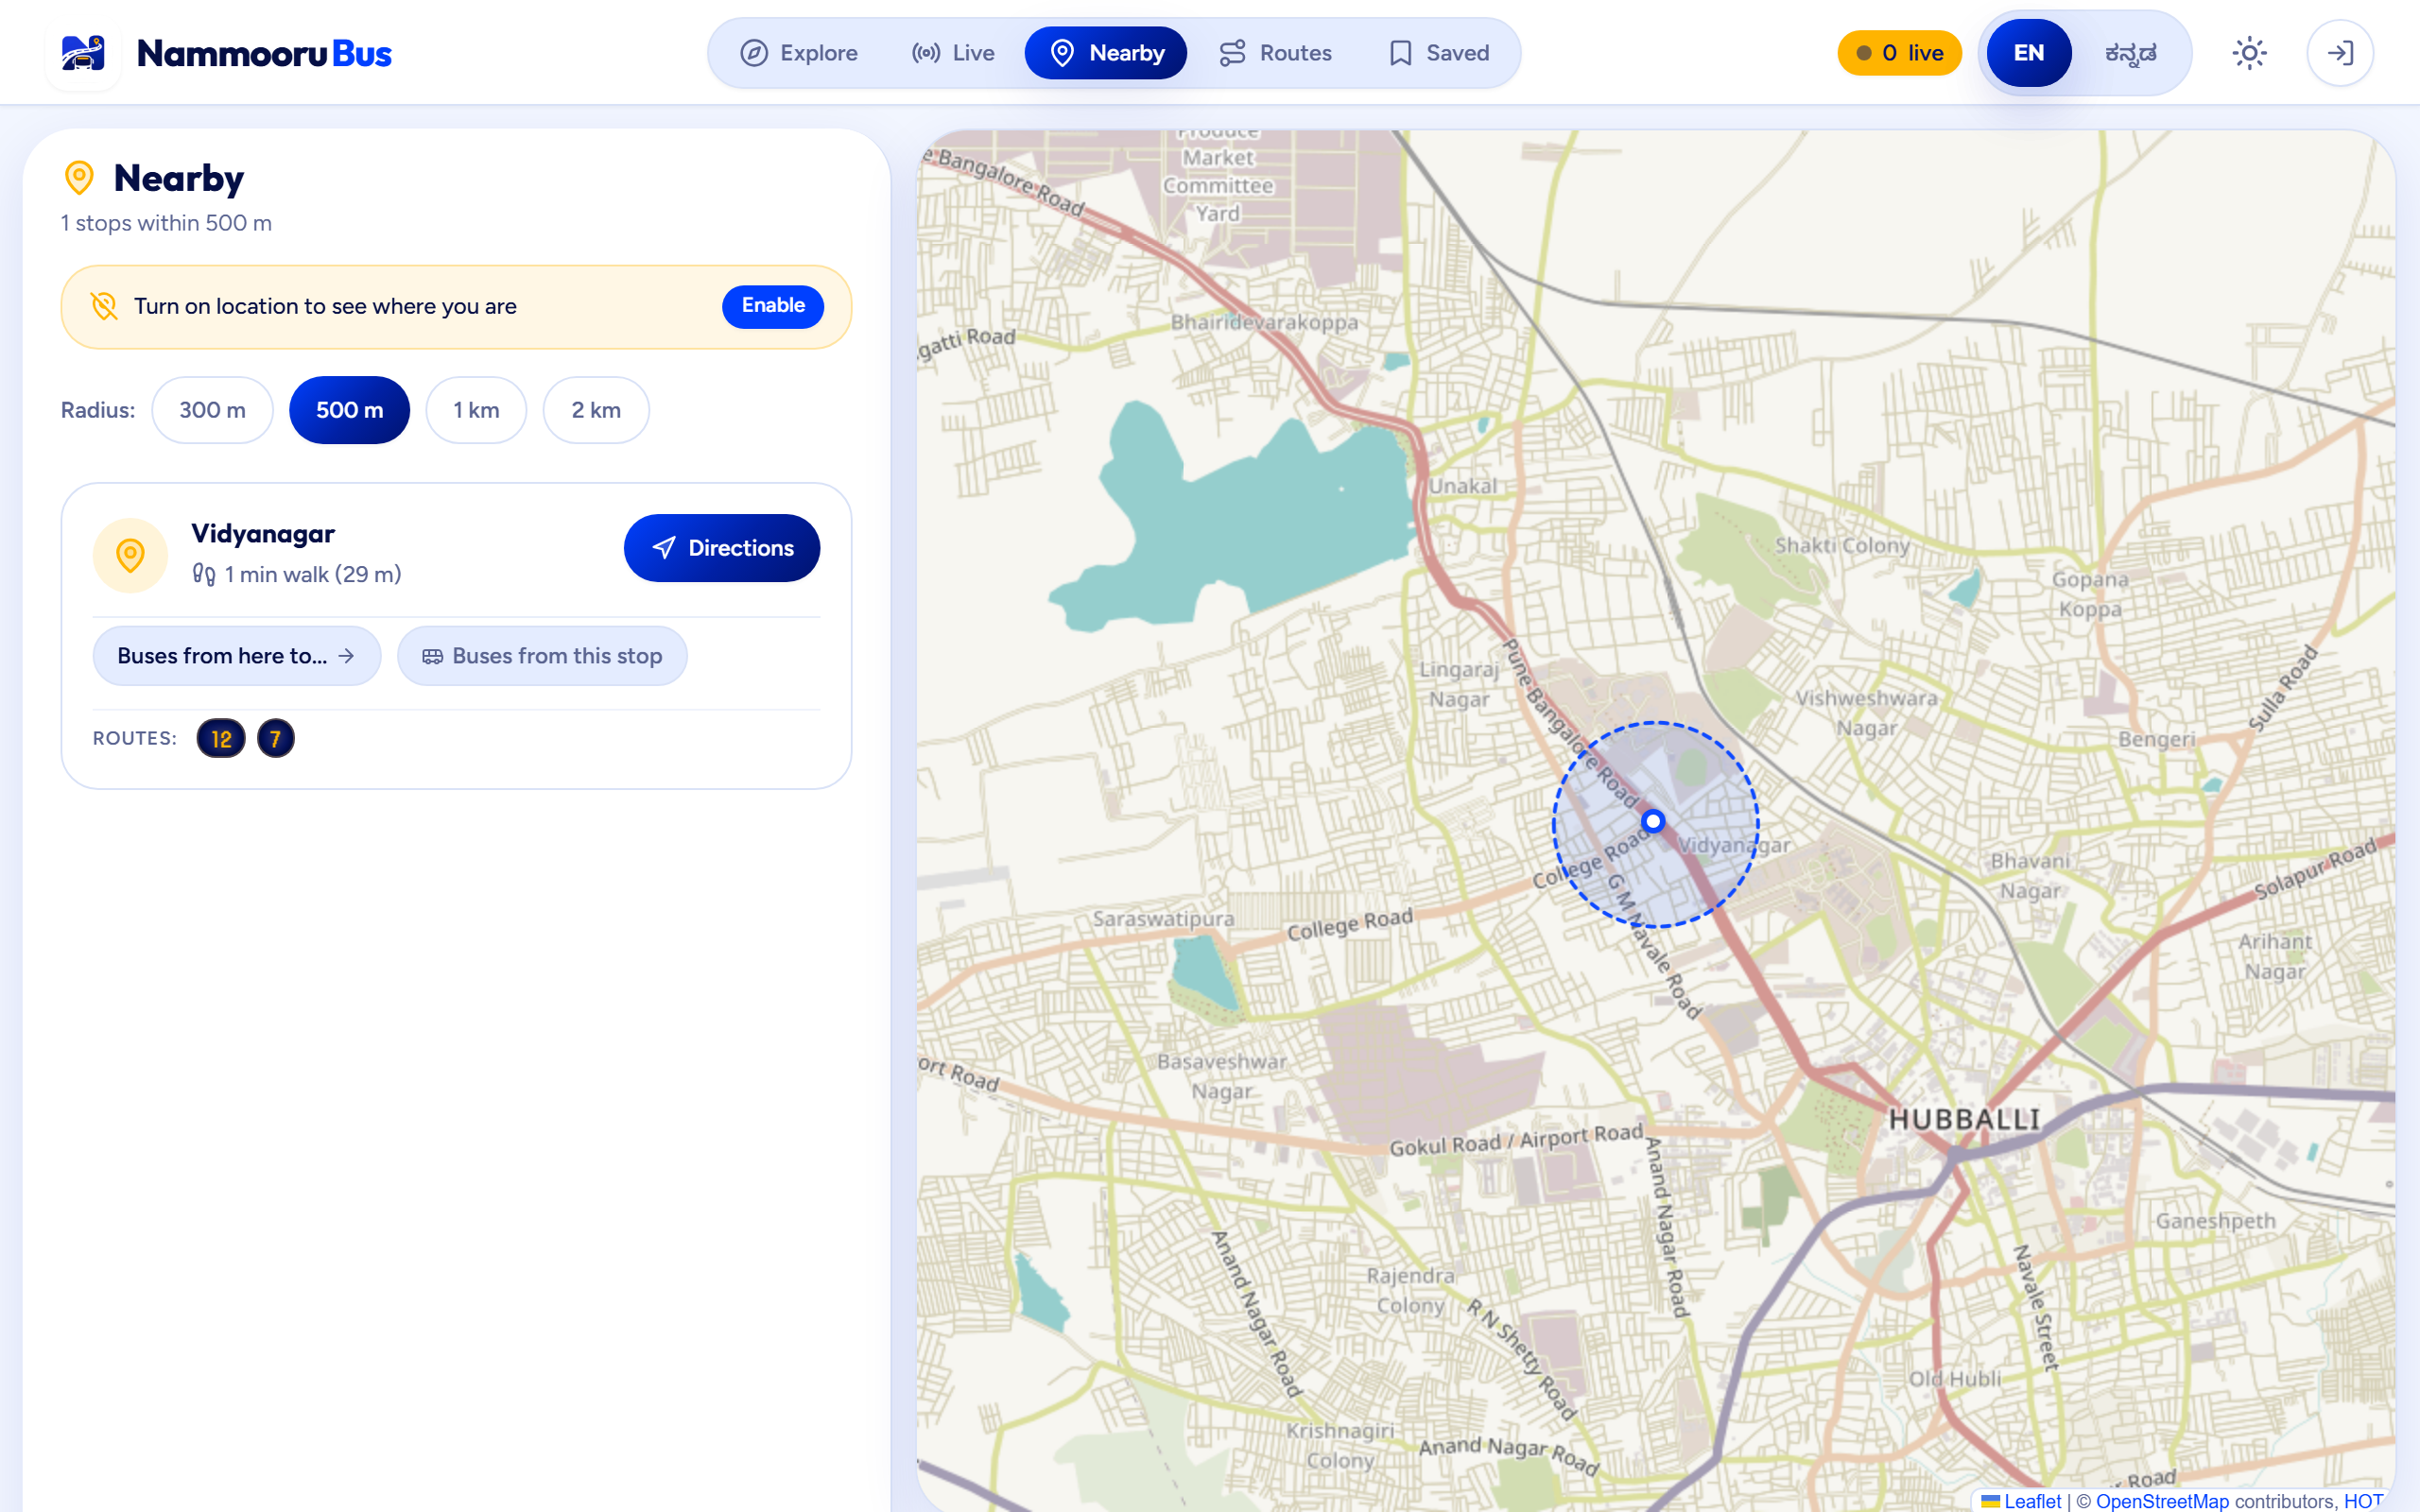 Nammooru Bus
Explore
Live
Nearby
Routes
Saved
0 live
EN
ಕನ್ನಡ
Nearby
1 stops within 500 m
Turn on location to see where you are
Enable
Radius:
300 m
500 m
1 km
2 km
Vidyanagar
1 min walk (29 m)
Directions
Buses from here to...
Buses from this stop
ROUTES:
12
7
Produce
Market
Committee
Yard
e Bangalore Road
Bhairidevarakoppa
gatti Road
Unakal
Shakti Colony
Gopana
Koppa
Lingaraj
Nagar
Pune Bangalore Road
Vishweshwara
Nagar
Sulla Road
Bengeri
Vidyanagar
College Road
G M Navale Road
Bhavani
Nagar
Solapur Road
Saraswatipura
College Road
Arihant
Nagar
Basaveshwar
Nagar
ort Road
HUBBALLI
Gokul Road / Airport Road
Anand Nagar Road
Ganeshpeth
Anand Nagar Road
Rajendra
Colony
R N Shetty Road
Navale Street
Old Hubli
Krishnagiri
Colony
Anand Nagar Road
Road
Leaflet | © OpenStreetMap contributors, HOT